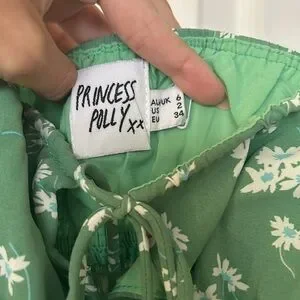 PRINCESS
POLLY xx
AU/UK 6
US 2
EU 34